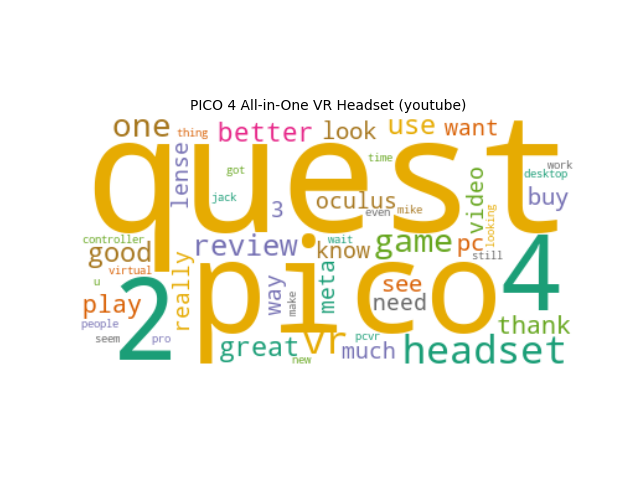 PICO 4 All-in-One VR Headset (youtube)
one thing better look use want
quest
lense got time work desktop
jack 3 oculus even mike video looking buy
controller good review wait know game pc still
virtual really way meta see
u pico 4
play 2 make need
people seem pro great vr pcvr much thank
new headset